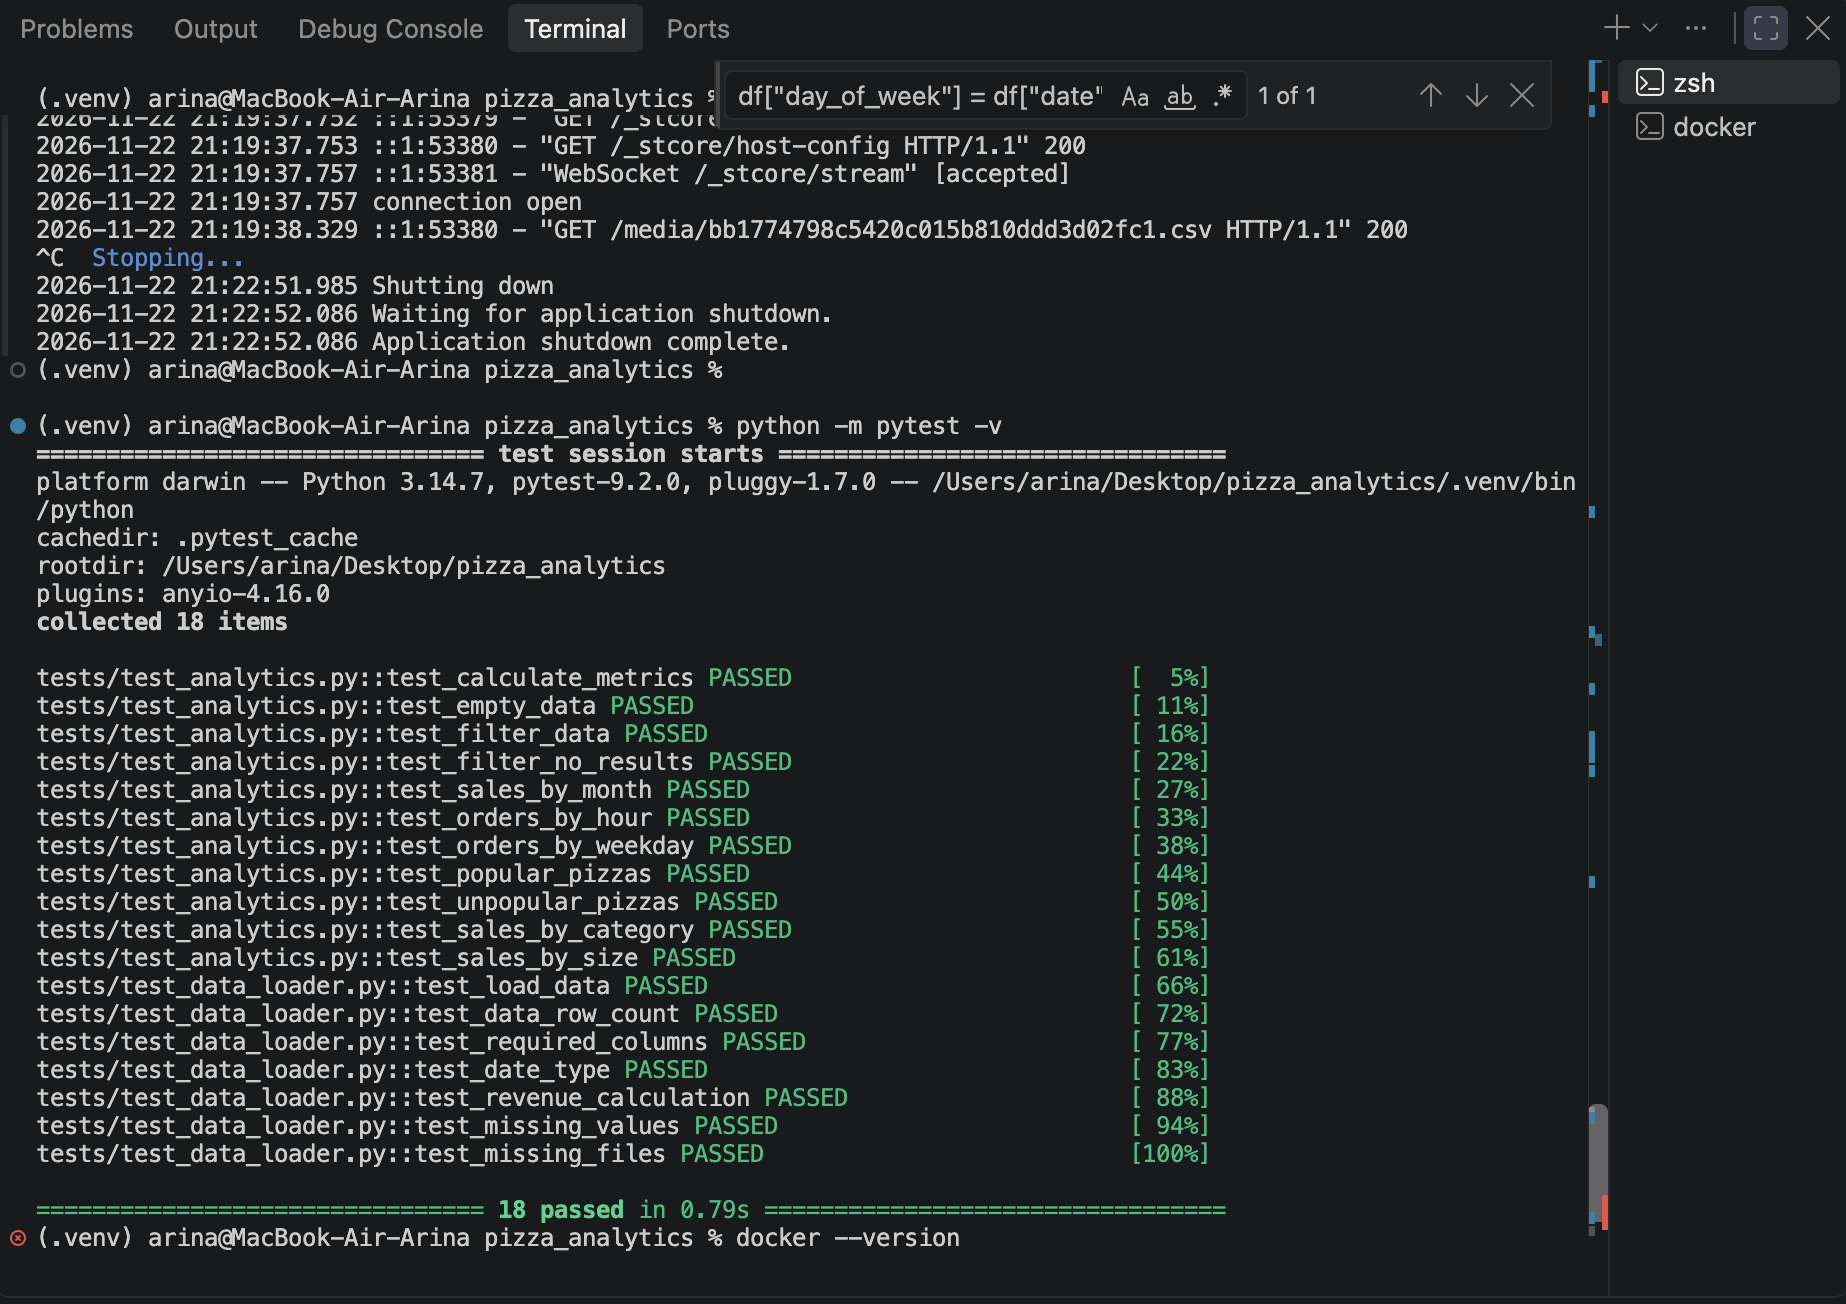 Problems Output Debug Console Terminal Ports
df["day_of_week"] = df["date" Aa ab .* 1 of 1
zsh
docker
(.venv) arina@MacBook-Air-Arina pizza_analytics %
2026-11-22 21:19:37.752 ::1:53379 - "GET /_stcore
2026-11-22 21:19:37.753 ::1:53380 - "GET /_stcore/host-config HTTP/1.1" 200
2026-11-22 21:19:37.757 ::1:53381 - "WebSocket /_stcore/stream" [accepted]
2026-11-22 21:19:37.757 connection open
2026-11-22 21:19:38.329 ::1:53380 - "GET /media/bb1774798c5420c015b810ddd3d02fc1.csv HTTP/1.1" 200
^C  Stopping...
2026-11-22 21:22:51.985 Shutting down
2026-11-22 21:22:52.086 Waiting for application shutdown.
2026-11-22 21:22:52.086 Application shutdown complete.
(.venv) arina@MacBook-Air-Arina pizza_analytics %
(.venv) arina@MacBook-Air-Arina pizza_analytics % python -m pytest -v
================================ test session starts ================================
platform darwin -- Python 3.14.7, pytest-9.2.0, pluggy-1.7.0 -- /Users/arina/Desktop/pizza_analytics/.venv/bin
/python
cachedir: .pytest_cache
rootdir: /Users/arina/Desktop/pizza_analytics
plugins: anyio-4.16.0
collected 18 items
tests/test_analytics.py::test_calculate_metrics PASSED [  5%]
tests/test_analytics.py::test_empty_data PASSED [ 11%]
tests/test_analytics.py::test_filter_data PASSED [ 16%]
tests/test_analytics.py::test_filter_no_results PASSED [ 22%]
tests/test_analytics.py::test_sales_by_month PASSED [ 27%]
tests/test_analytics.py::test_orders_by_hour PASSED [ 33%]
tests/test_analytics.py::test_orders_by_weekday PASSED [ 38%]
tests/test_analytics.py::test_popular_pizzas PASSED [ 44%]
tests/test_analytics.py::test_unpopular_pizzas PASSED [ 50%]
tests/test_analytics.py::test_sales_by_category PASSED [ 55%]
tests/test_analytics.py::test_sales_by_size PASSED [ 61%]
tests/test_data_loader.py::test_load_data PASSED [ 66%]
tests/test_data_loader.py::test_data_row_count PASSED [ 72%]
tests/test_data_loader.py::test_required_columns PASSED [ 77%]
tests/test_data_loader.py::test_date_type PASSED [ 83%]
tests/test_data_loader.py::test_revenue_calculation PASSED [ 88%]
tests/test_data_loader.py::test_missing_values PASSED [ 94%]
tests/test_data_loader.py::test_missing_files PASSED [100%]
================================ 18 passed in 0.79s =================================
(.venv) arina@MacBook-Air-Arina pizza_analytics % docker --version